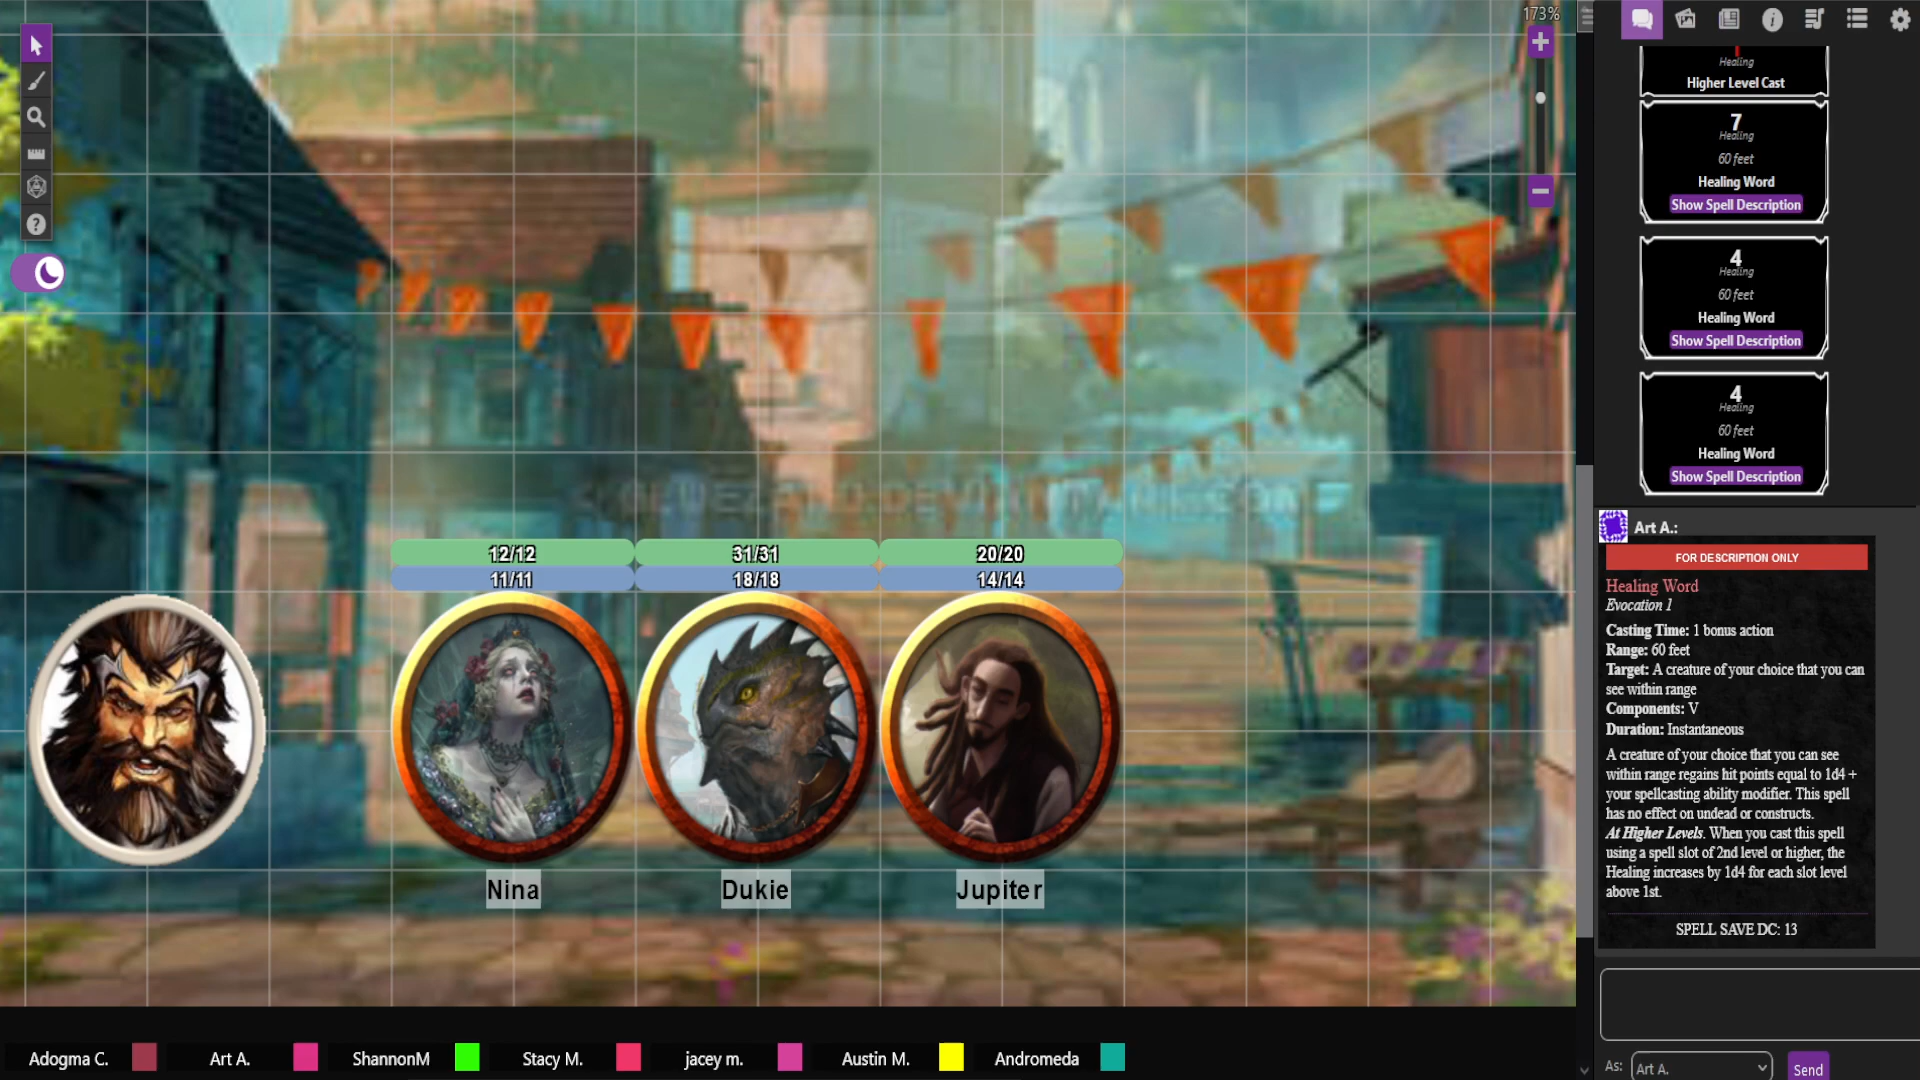 173%
12/12
31/31
20/20
11/11
18/18
14/14
Nina
Dukie
Jupiter
Adogma C.
Art A.
ShannonM
Stacy M.
jacey m.
Austin M.
Andromeda
Healing
Higher Level Cast
7
Healing
60 feet
Healing Word
Show Spell Description
4
Healing
60 feet
Healing Word
Show Spell Description
4
Healing
60 feet
Healing Word
Show Spell Description
Art A.:
FOR DESCRIPTION ONLY
Healing Word
Evocation 1
Casting Time: 1 bonus action
Range: 60 feet
Target: A creature of your choice that you can
see within range
Components: V
Duration: Instantaneous
A creature of your choice that you can see
within range regains hit points equal to 1d4 +
your spellcasting ability modifier. This spell
has no effect on undead or constructs.
At Higher Levels. When you cast this spell
using a spell slot of 2nd level or higher, the
Healing increases by 1d4 for each slot level
above 1st.
SPELL SAVE DC: 13
As:
Art A.
Send